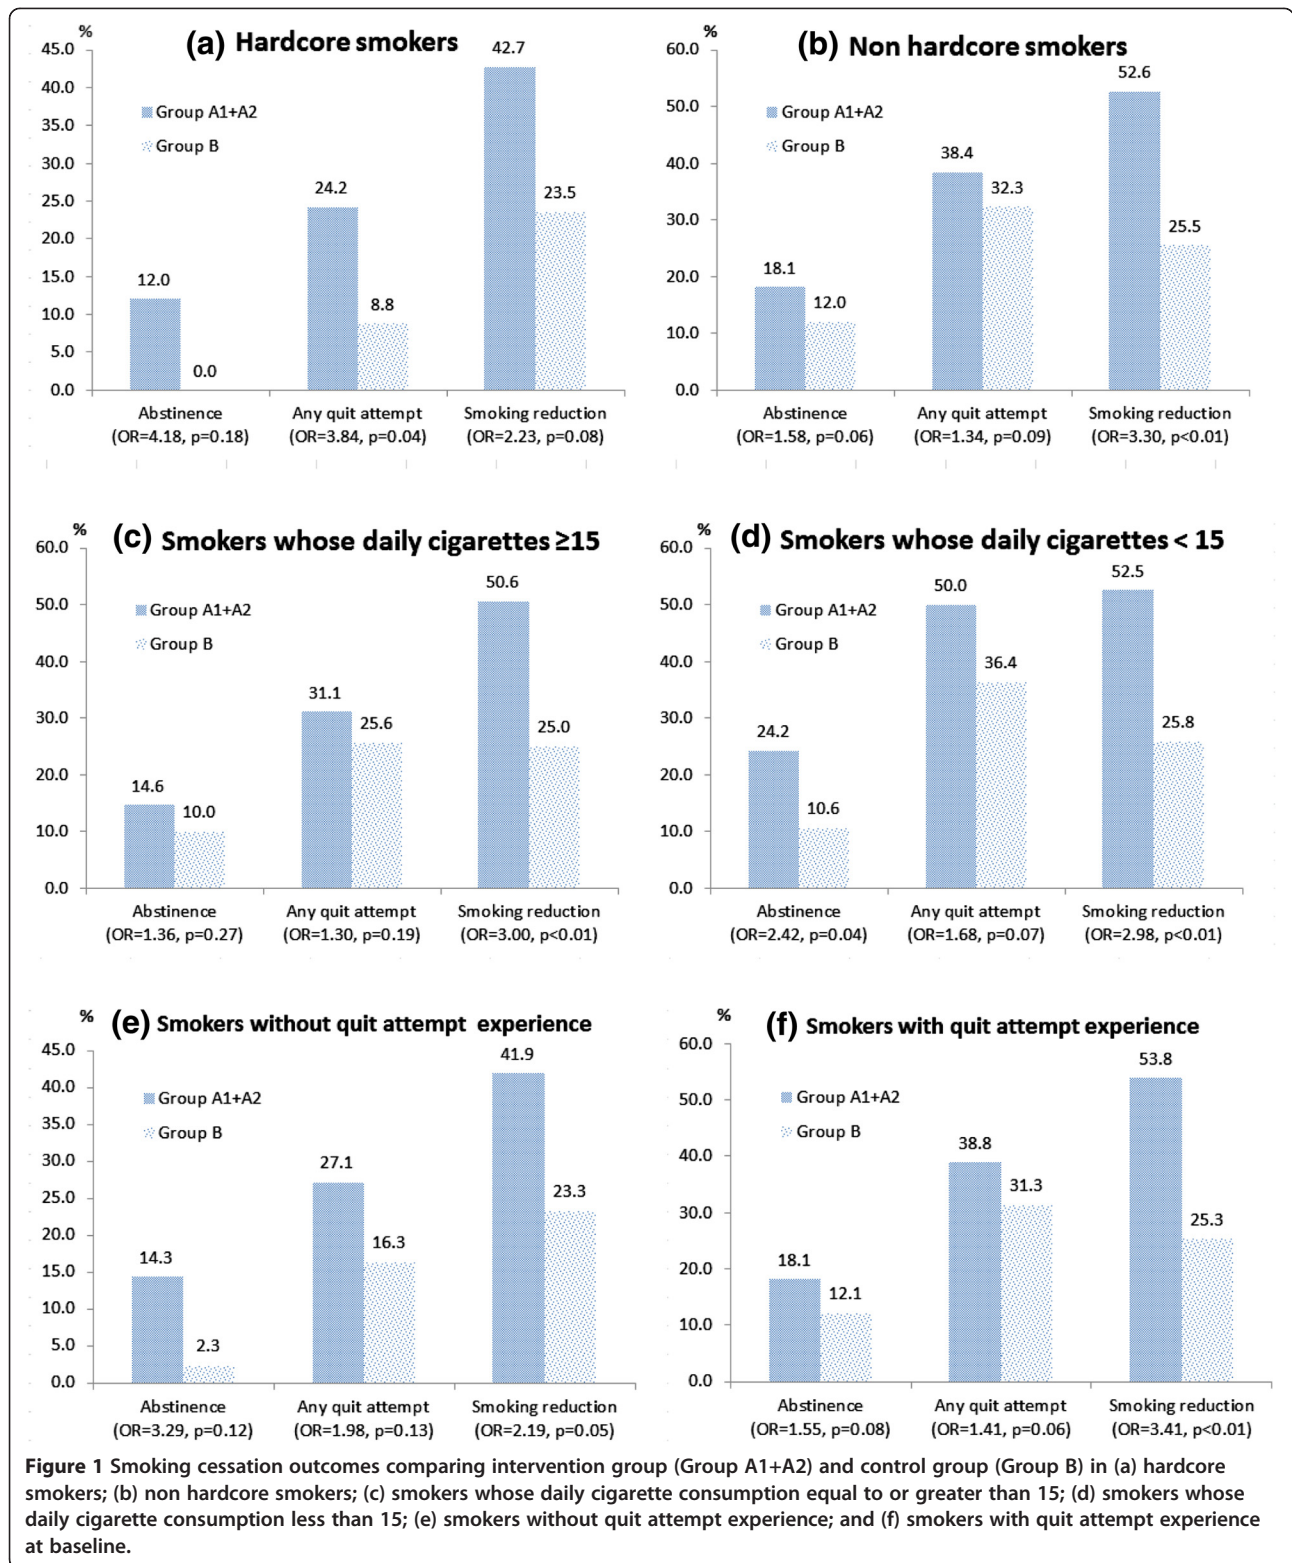 %
(a) Hardcore smokers
45.0
40.0
35.0
30.0
25.0
20.0
15.0
10.0
5.0
0.0
Group A1+A2
Group B
12.0
0.0
24.2
8.8
42.7
23.5
Abstinence
(OR=4.18, p=0.18)
Any quit attempt
(OR=3.84, p=0.04)
Smoking reduction
(OR=2.23, p=0.08)
%
(b) Non hardcore smokers
60.0
50.0
40.0
30.0
20.0
10.0
0.0
Group A1+A2
Group B
18.1
12.0
38.4
32.3
52.6
25.5
Abstinence
(OR=1.58, p=0.06)
Any quit attempt
(OR=1.34, p=0.09)
Smoking reduction
(OR=3.30, p<0.01)
%
(c) Smokers whose daily cigarettes ≥15
60.0
50.0
40.0
30.0
20.0
10.0
0.0
Group A1+A2
Group B
14.6
10.0
31.1
25.6
50.6
25.0
Abstinence
(OR=1.36, p=0.27)
Any quit attempt
(OR=1.30, p=0.19)
Smoking reduction
(OR=3.00, p<0.01)
%
(d) Smokers whose daily cigarettes < 15
60.0
50.0
40.0
30.0
20.0
10.0
0.0
Group A1+A2
Group B
24.2
10.6
50.0
36.4
52.5
25.8
Abstinence
(OR=2.42, p=0.04)
Any quit attempt
(OR=1.68, p=0.07)
Smoking reduction
(OR=2.98, p<0.01)
%
(e) Smokers without quit attempt experience
45.0
40.0
35.0
30.0
25.0
20.0
15.0
10.0
5.0
0.0
Group A1+A2
Group B
14.3
2.3
27.1
16.3
41.9
23.3
Abstinence
(OR=3.29, p=0.12)
Any quit attempt
(OR=1.98, p=0.13)
Smoking reduction
(OR=2.19, p=0.05)
%
(f) Smokers with quit attempt experience
60.0
50.0
40.0
30.0
20.0
10.0
0.0
Group A1+A2
Group B
18.1
12.1
38.8
31.3
53.8
25.3
Abstinence
(OR=1.55, p=0.08)
Any quit attempt
(OR=1.41, p=0.06)
Smoking reduction
(OR=3.41, p<0.01)
Figure 1 Smoking cessation outcomes comparing intervention group (Group A1+A2) and control group (Group B) in (a) hardcore
smokers; (b) non hardcore smokers; (c) smokers whose daily cigarette consumption equal to or greater than 15; (d) smokers whose
daily cigarette consumption less than 15; (e) smokers without quit attempt experience; and (f) smokers with quit attempt experience
at baseline.